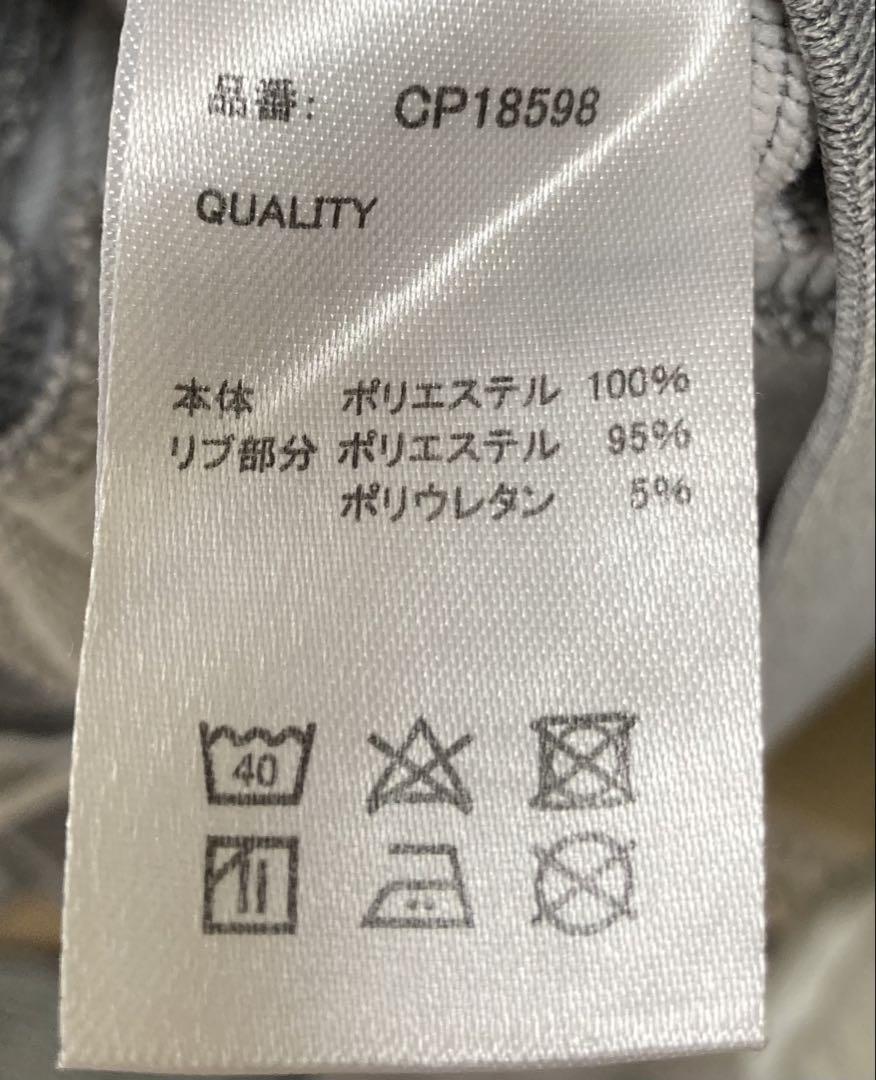 品番: CP18598
QUALITY
本体 ポリエステル 100%
リブ部分 ポリエステル 95%
ポリウレタン 5%
40